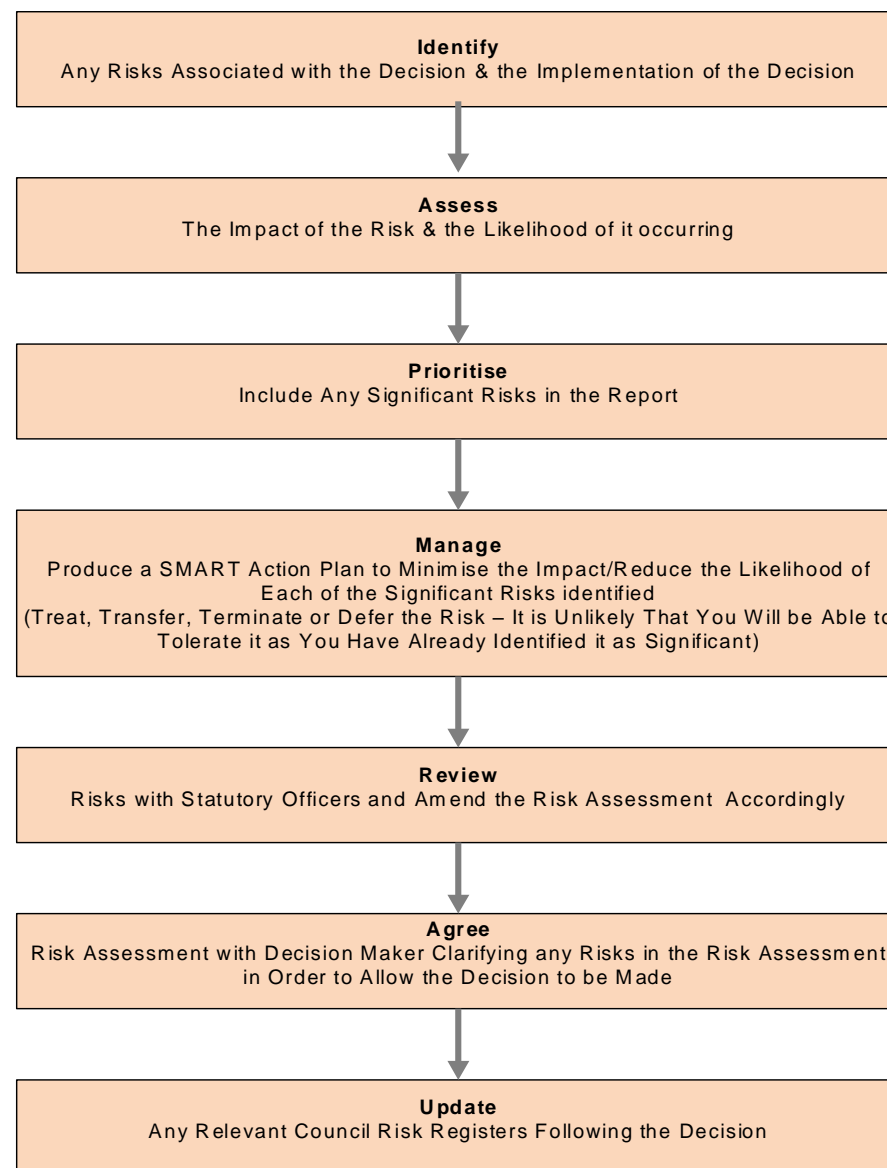 Identify
Any Risks Associated with the Decision & the Implementation of the Decision
Assess
The Impact of the Risk & the Likelihood of it occurring
Prioritise
Include Any Significant Risks in the Report
Manage
Produce a SMART Action Plan to Minimise the Impact/Reduce the Likelihood of
Each of the Significant Risks identified
(Treat, Transfer, Terminate or Defer the Risk – It is Unlikely That You Will be Able to
Tolerate it as You Have Already Identified it as Significant)
Review
Risks with Statutory Officers and Amend the Risk Assessment Accordingly
Agree
Risk Assessment with Decision Maker Clarifying any Risks in the Risk Assessment
in Order to Allow the Decision to be Made
Update
Any Relevant Council Risk Registers Following the Decision